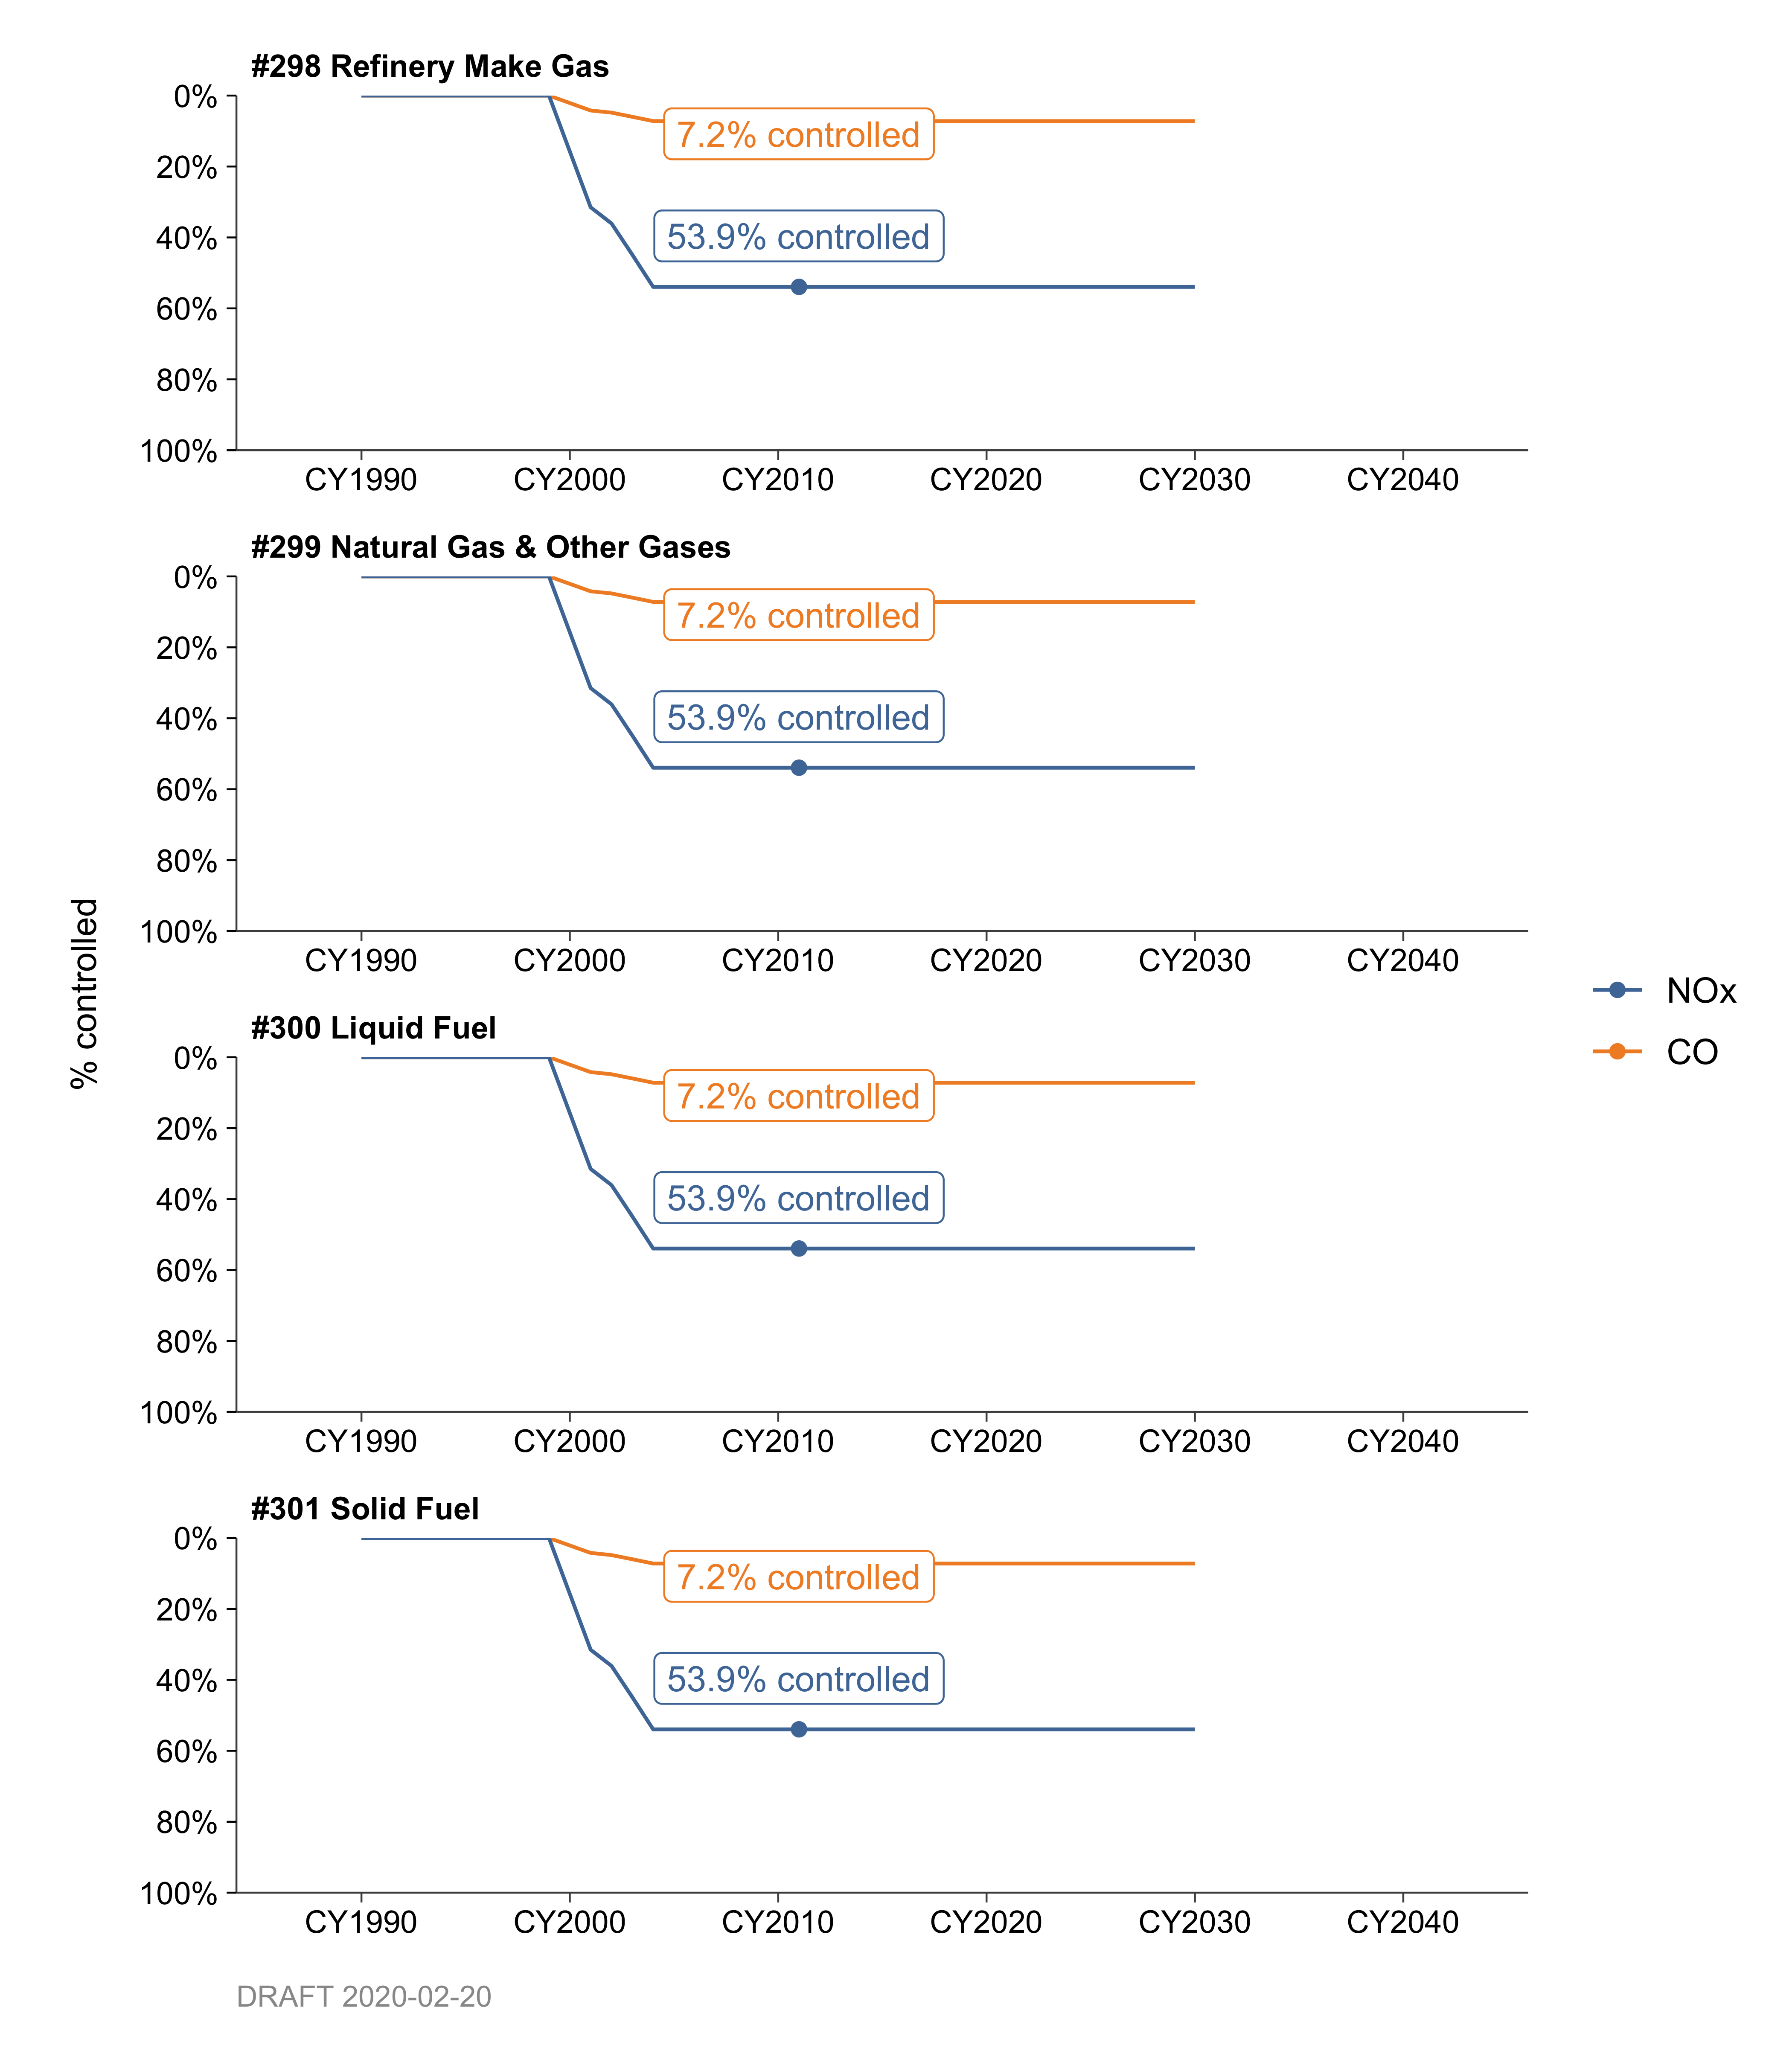 #298 Refinery Make Gas
0%
20%
40%
60%
80%
100%
7.2% controlled
53.9% controlled
CY1990 CY2000 CY2010 CY2020 CY2030 CY2040
#299 Natural Gas & Other Gases
0%
20%
40%
60%
80%
100%
7.2% controlled
53.9% controlled
CY1990 CY2000 CY2010 CY2020 CY2030 CY2040
% controlled
NOx
CO
#300 Liquid Fuel
0%
20%
40%
60%
80%
100%
7.2% controlled
53.9% controlled
CY1990 CY2000 CY2010 CY2020 CY2030 CY2040
#301 Solid Fuel
0%
20%
40%
60%
80%
100%
7.2% controlled
53.9% controlled
CY1990 CY2000 CY2010 CY2020 CY2030 CY2040
DRAFT 2020-02-20